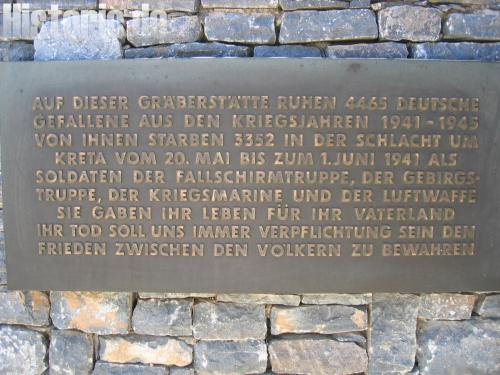 Historic.de
AUF DIESER GRÄBERSTÄTTE RUHEN 4465 DEUTSCHE
GEFALLENE AUS DEN KRIEGSJAHREN 1941-1945
VON IHNEN STARBEN 3352 IN DER SCHLACHT UM
KRETA VOM 20. MAI BIS ZUM 1. JUNI 1941 ALS
SOLDATEN DER FALLSCHIRMTRUPPE, DER GEBIRGS-
TRUPPE, DER KRIEGSMARINE UND DER LUFTWAFFE
SIE GABEN IHR LEBEN FÜR IHR VATERLAND
IHR TOD SOLL UNS IMMER VERPFLICHTUNG SEIN DEN
FRIEDEN ZWISCHEN DEN VÖLKERN ZU BEWAHREN